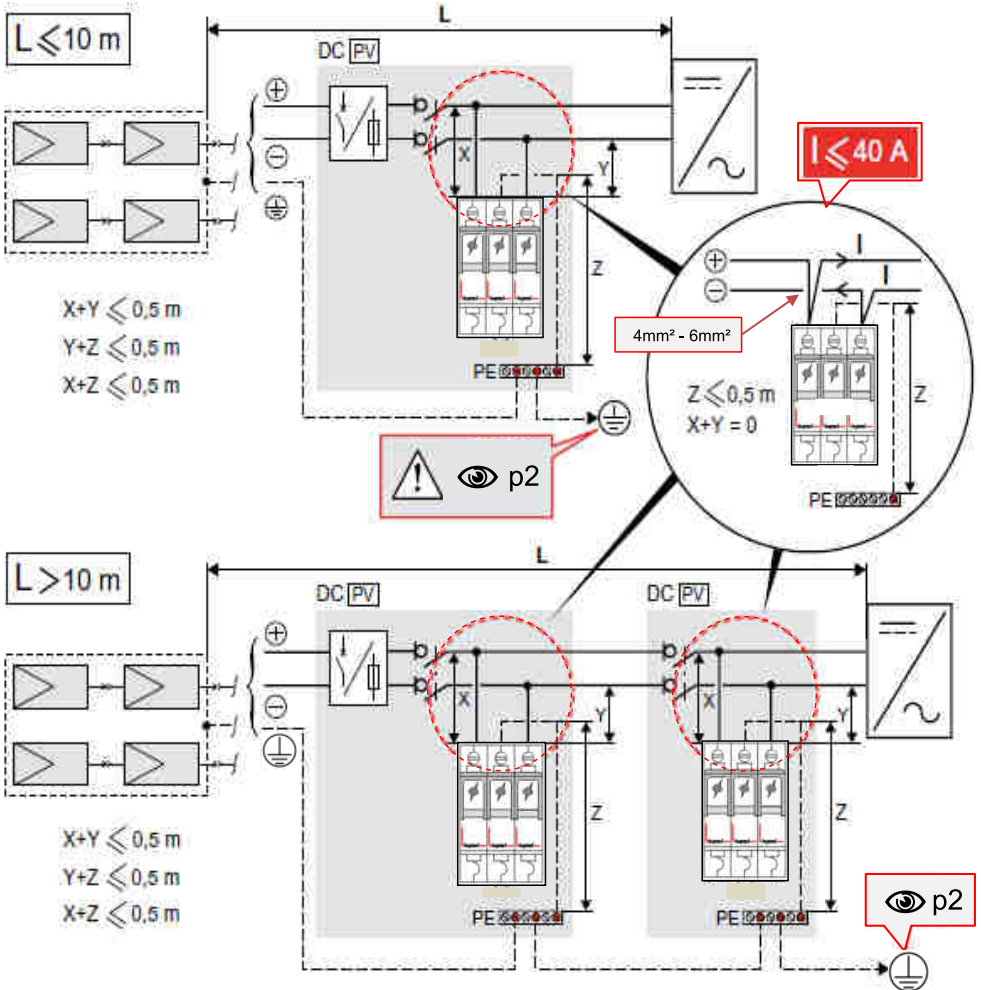 L ≤ 10 m
L
DC PV
⊕
⊖
X
Y
Z
PE
X+Y ≤ 0,5 m
Y+Z ≤ 0,5 m
X+Z ≤ 0,5 m
p2
I ≤ 40 A
I
I
⊕
⊖
4mm² - 6mm²
Z ≤ 0,5 m
X+Y = 0
Z
PE
L > 10 m
L
DC PV
DC PV
⊕
⊖
X
Y
Z
PE
X
Y
Z
PE
X+Y ≤ 0,5 m
Y+Z ≤ 0,5 m
X+Z ≤ 0,5 m
p2